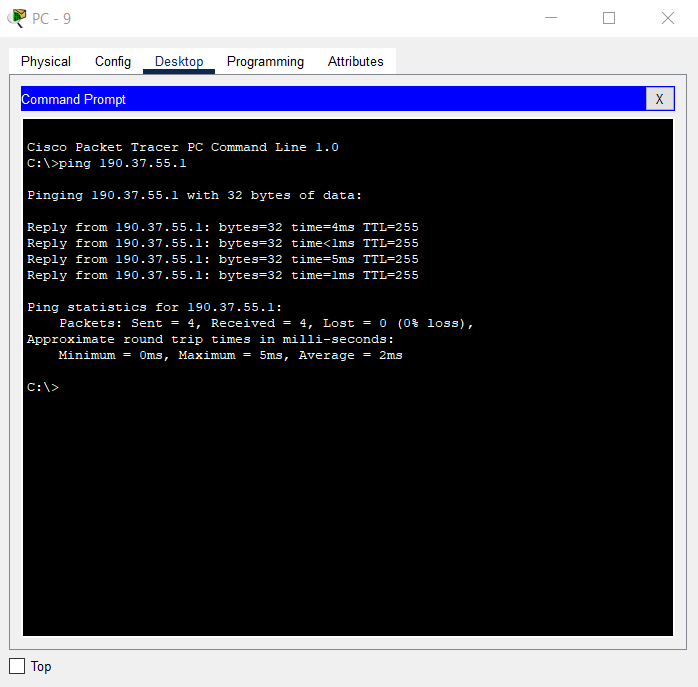 PC - 9
Physical Config Desktop Programming Attributes
Command Prompt X
Cisco Packet Tracer PC Command Line 1.0
C:\>ping 190.37.55.1
Pinging 190.37.55.1 with 32 bytes of data:
Reply from 190.37.55.1: bytes=32 time=4ms TTL=255
Reply from 190.37.55.1: bytes=32 time<1ms TTL=255
Reply from 190.37.55.1: bytes=32 time=5ms TTL=255
Reply from 190.37.55.1: bytes=32 time=1ms TTL=255
Ping statistics for 190.37.55.1:
Packets: Sent = 4, Received = 4, Lost = 0 (0% loss),
Approximate round trip times in milli-seconds:
Minimum = 0ms, Maximum = 5ms, Average = 2ms
C:\>
Top